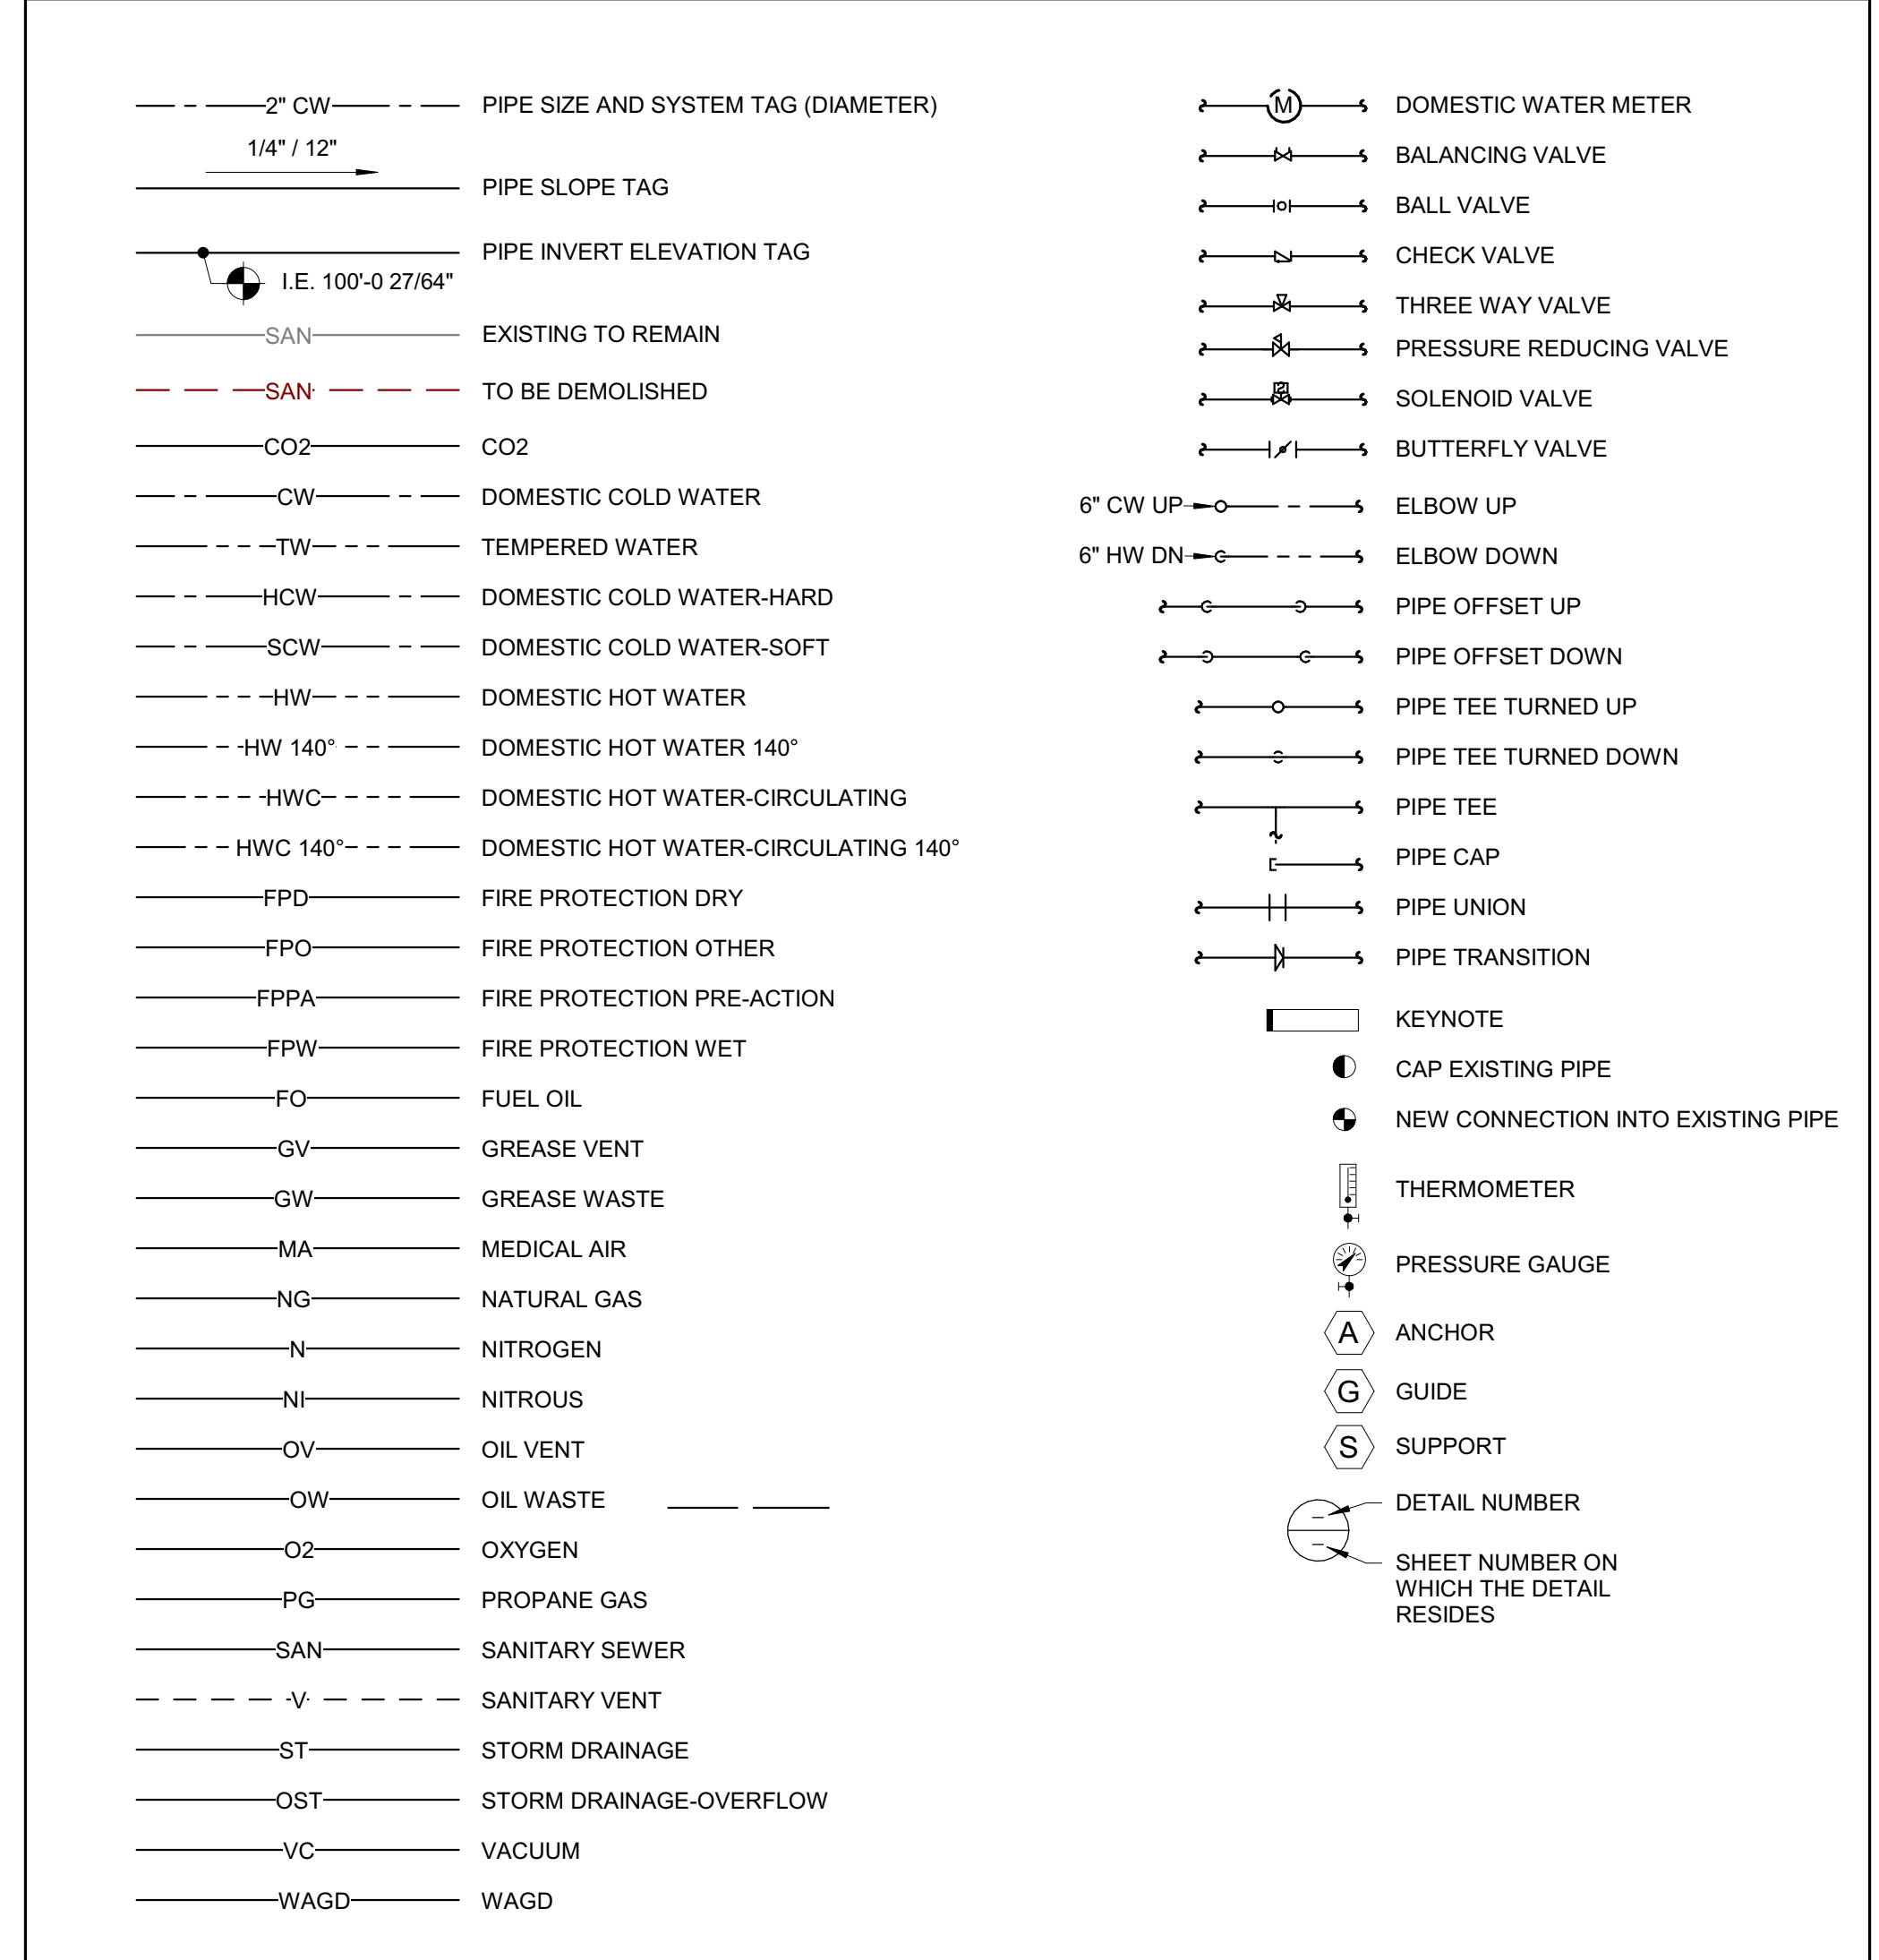 2" CW PIPE SIZE AND SYSTEM TAG (DIAMETER)
1/4" / 12"
PIPE SLOPE TAG
PIPE INVERT ELEVATION TAG
I.E. 100'-0 27/64"
SAN EXISTING TO REMAIN
SAN TO BE DEMOLISHED
CO2 CO2
CW DOMESTIC COLD WATER
TW TEMPERED WATER
HCW DOMESTIC COLD WATER-HARD
SCW DOMESTIC COLD WATER-SOFT
HW DOMESTIC HOT WATER
HW 140° DOMESTIC HOT WATER 140°
HWC DOMESTIC HOT WATER-CIRCULATING
HWC 140° DOMESTIC HOT WATER-CIRCULATING 140°
FPD FIRE PROTECTION DRY
FPO FIRE PROTECTION OTHER
FPPA FIRE PROTECTION PRE-ACTION
FPW FIRE PROTECTION WET
FO FUEL OIL
GV GREASE VENT
GW GREASE WASTE
MA MEDICAL AIR
NG NATURAL GAS
N NITROGEN
NI NITROUS
OV OIL VENT
OW OIL WASTE
O2 OXYGEN
PG PROPANE GAS
SAN SANITARY SEWER
V SANITARY VENT
ST STORM DRAINAGE
OST STORM DRAINAGE-OVERFLOW
VC VACUUM
WAGD WAGD
M DOMESTIC WATER METER
BALANCING VALVE
BALL VALVE
CHECK VALVE
THREE WAY VALVE
PRESSURE REDUCING VALVE
S SOLENOID VALVE
BUTTERFLY VALVE
6" CW UP ELBOW UP
6" HW DN ELBOW DOWN
PIPE OFFSET UP
PIPE OFFSET DOWN
PIPE TEE TURNED UP
PIPE TEE TURNED DOWN
PIPE TEE
PIPE CAP
PIPE UNION
PIPE TRANSITION
KEYNOTE
CAP EXISTING PIPE
NEW CONNECTION INTO EXISTING PIPE
THERMOMETER
PRESSURE GAUGE
A ANCHOR
G GUIDE
S SUPPORT
DETAIL NUMBER
SHEET NUMBER ON
WHICH THE DETAIL
RESIDES